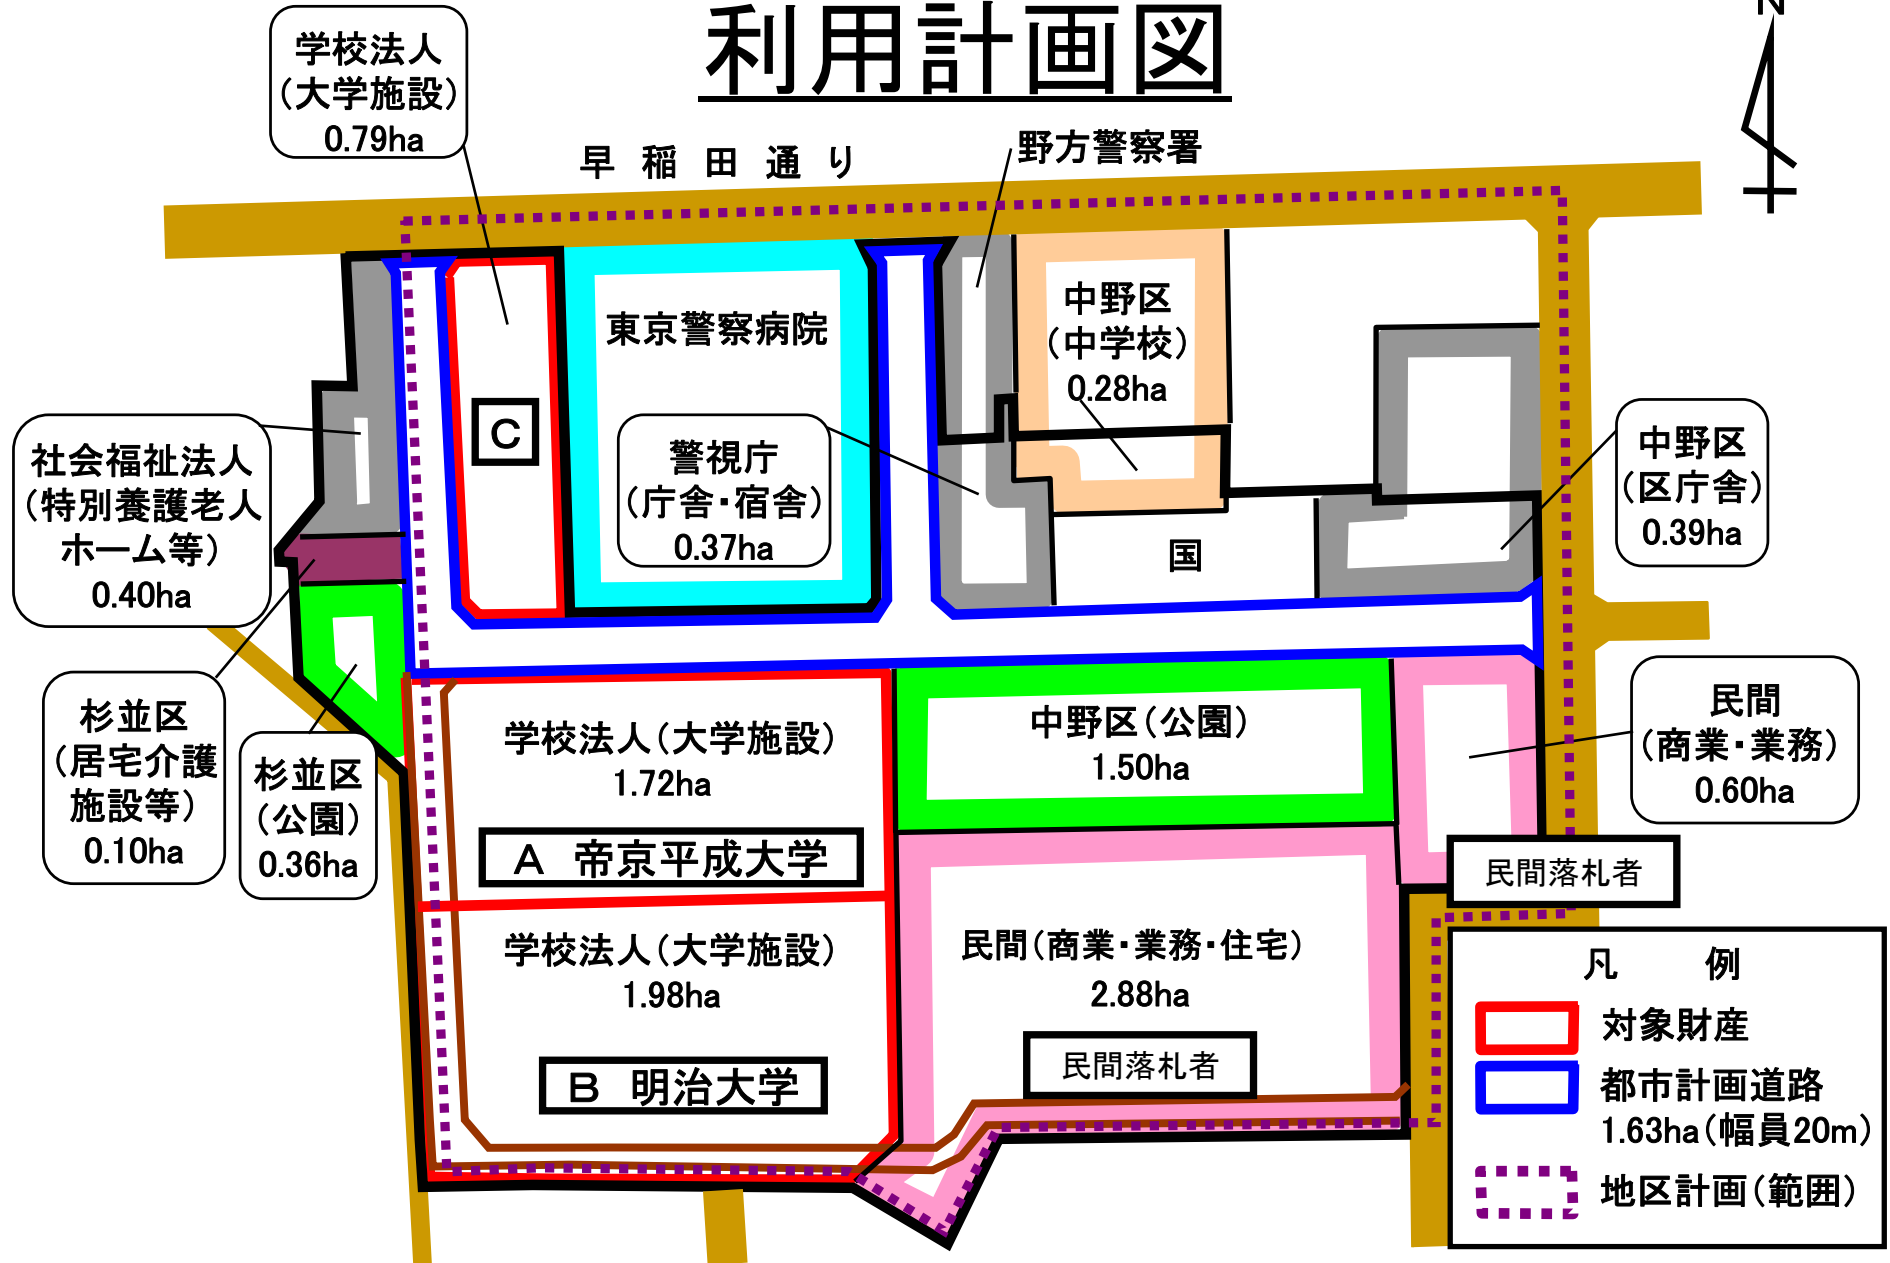 利用計画図
N
学校法人
（大学施設）
0.79ha
早稲田通り
野方警察署
東京警察病院
中野区
（中学校）
0.28ha
C
警視庁
（庁舎・宿舎）
0.37ha
社会福祉法人
（特別養護老人
ホーム等）
0.40ha
中野区
（区庁舎）
0.39ha
国
杉並区
（居宅介護
施設等）
0.10ha
杉並区
（公園）
0.36ha
学校法人（大学施設）
1.72ha
A 帝京平成大学
中野区（公園）
1.50ha
民間
（商業・業務）
0.60ha
民間落札者
学校法人（大学施設）
1.98ha
B 明治大学
民間（商業・業務・住宅）
2.88ha
民間落札者
凡 例
対象財産
都市計画道路
1.63ha（幅員20m）
地区計画（範囲）